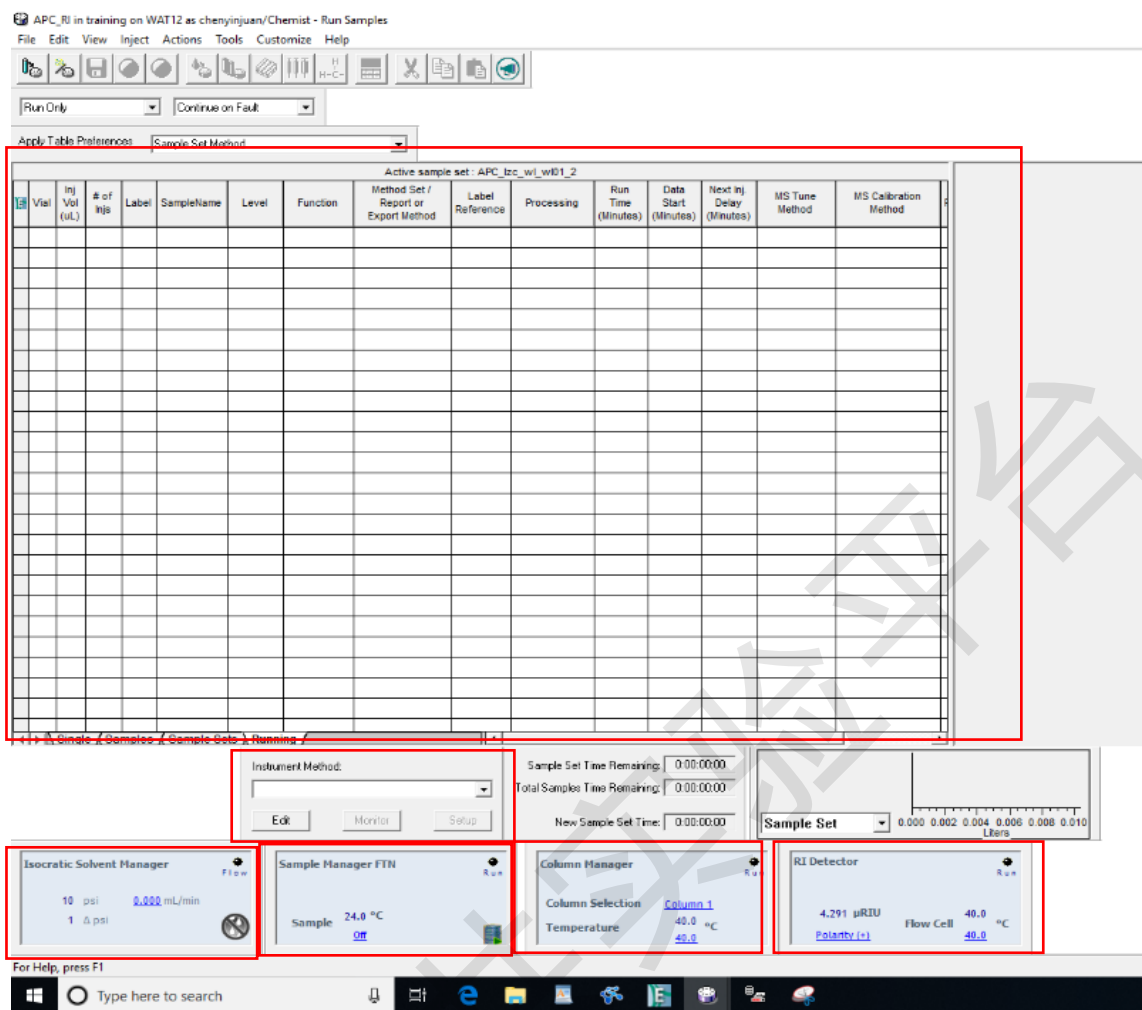 APC_RI in training on WAT12 as chenyinjuan/Chemist - Run Samples
File Edit View Inject Actions Tools Customize Help
Run Only Continue on Fault
Apply Table Preferences Sample Set Method
Active sample set : APC_lzc_wl_wl01_2
Vial Inj Vol (uL) # of Injs Label SampleName Level Function Method Set / Report or Export Method Label Reference Processing Run Time (Minutes) Data Start (Minutes) Next Inj. Delay (Minutes) MS Tune Method MS Calibration Method
Single Samples Sample Sets Running
Instrument Method:
Edit Monitor Setup
Sample Set Time Remaining: 0:00:00:00
Total Samples Time Remaining: 0:00:00:00
New Sample Set Time: 0:00:00:00
Sample Set
0.000 0.002 0.004 0.006 0.008 0.010
Liters
Isocratic Solvent Manager Flow
10 psi 0.000 mL/min
1 Δ psi
Sample Manager FTN Run
Sample 24.0 °C
Off
Column Manager Run
Column Selection Column 1
Temperature 40.0 °C
40.0
RI Detector Run
4.291 µRIU Flow Cell 40.0 °C
Polarity (+) 40.0
For Help, press F1
Type here to search
实验平台